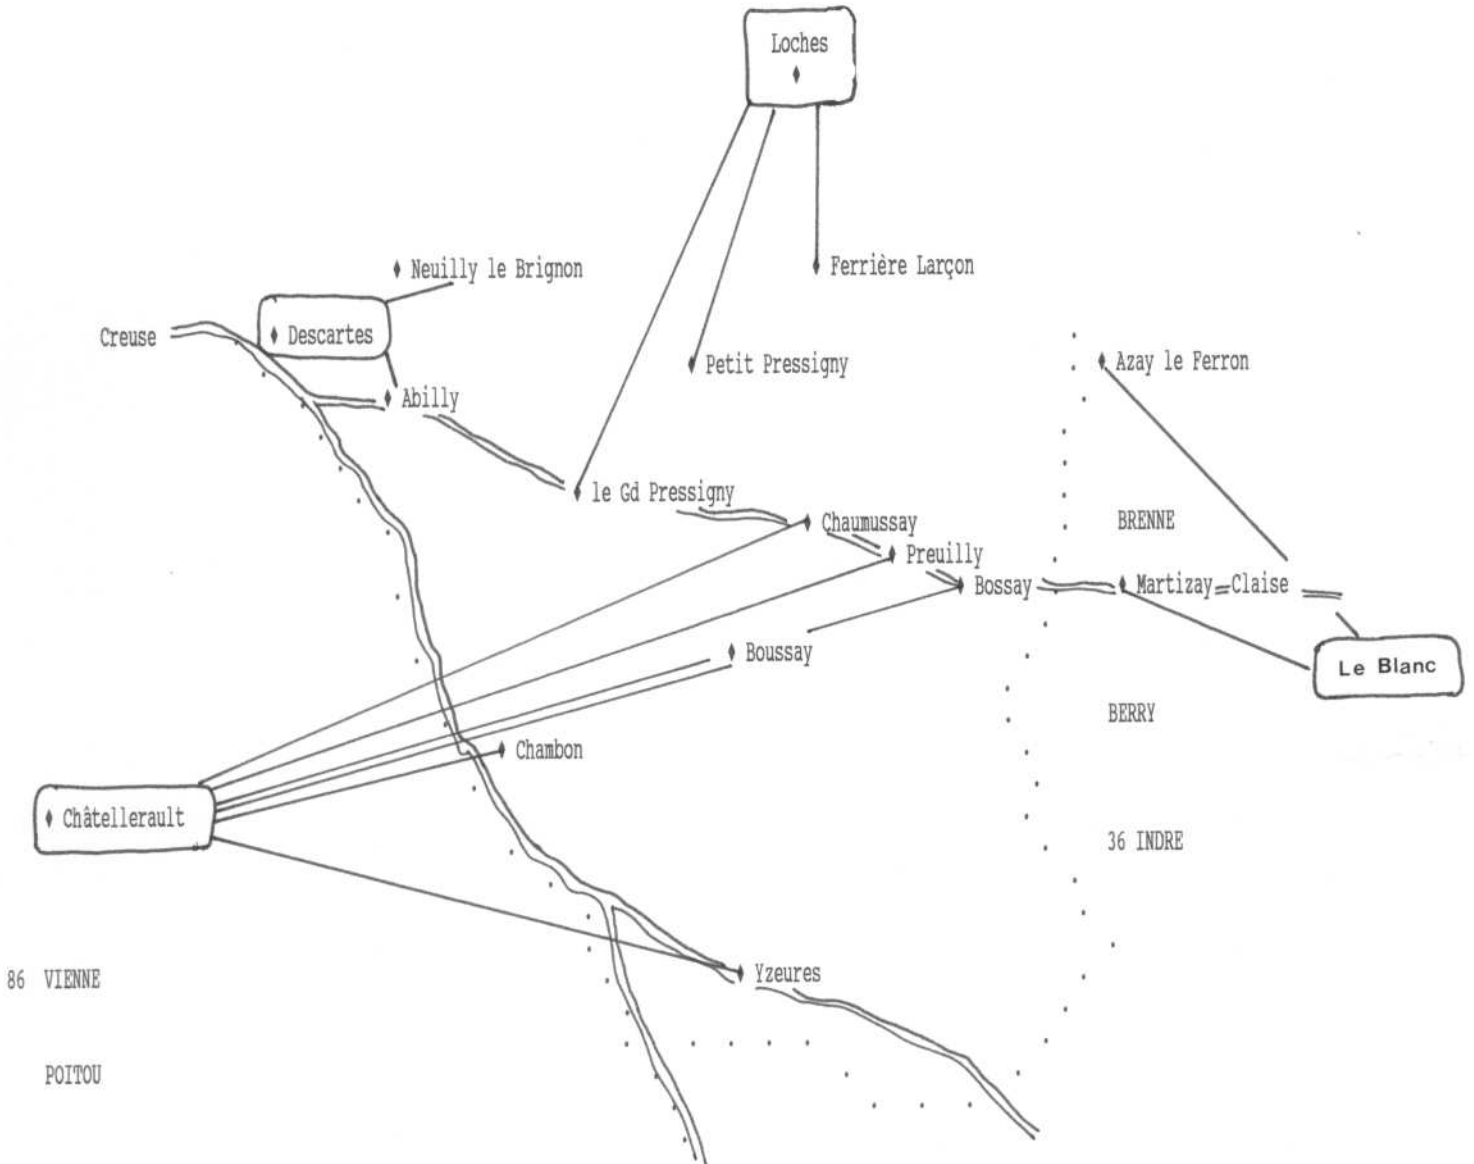 Loches
Neuilly le Brignon
Ferrière Larçon
Creuse
Descartes
Petit Pressigny
Azay le Ferron
Abilly
le Gd Pressigny
Chaumussay
BRENNE
Preuilly
Bossay
Martizay=Claise
Boussay
Le Blanc
BERRY
Chambon
Châtellerault
36 INDRE
Yzeures
86 VIENNE
POITOU